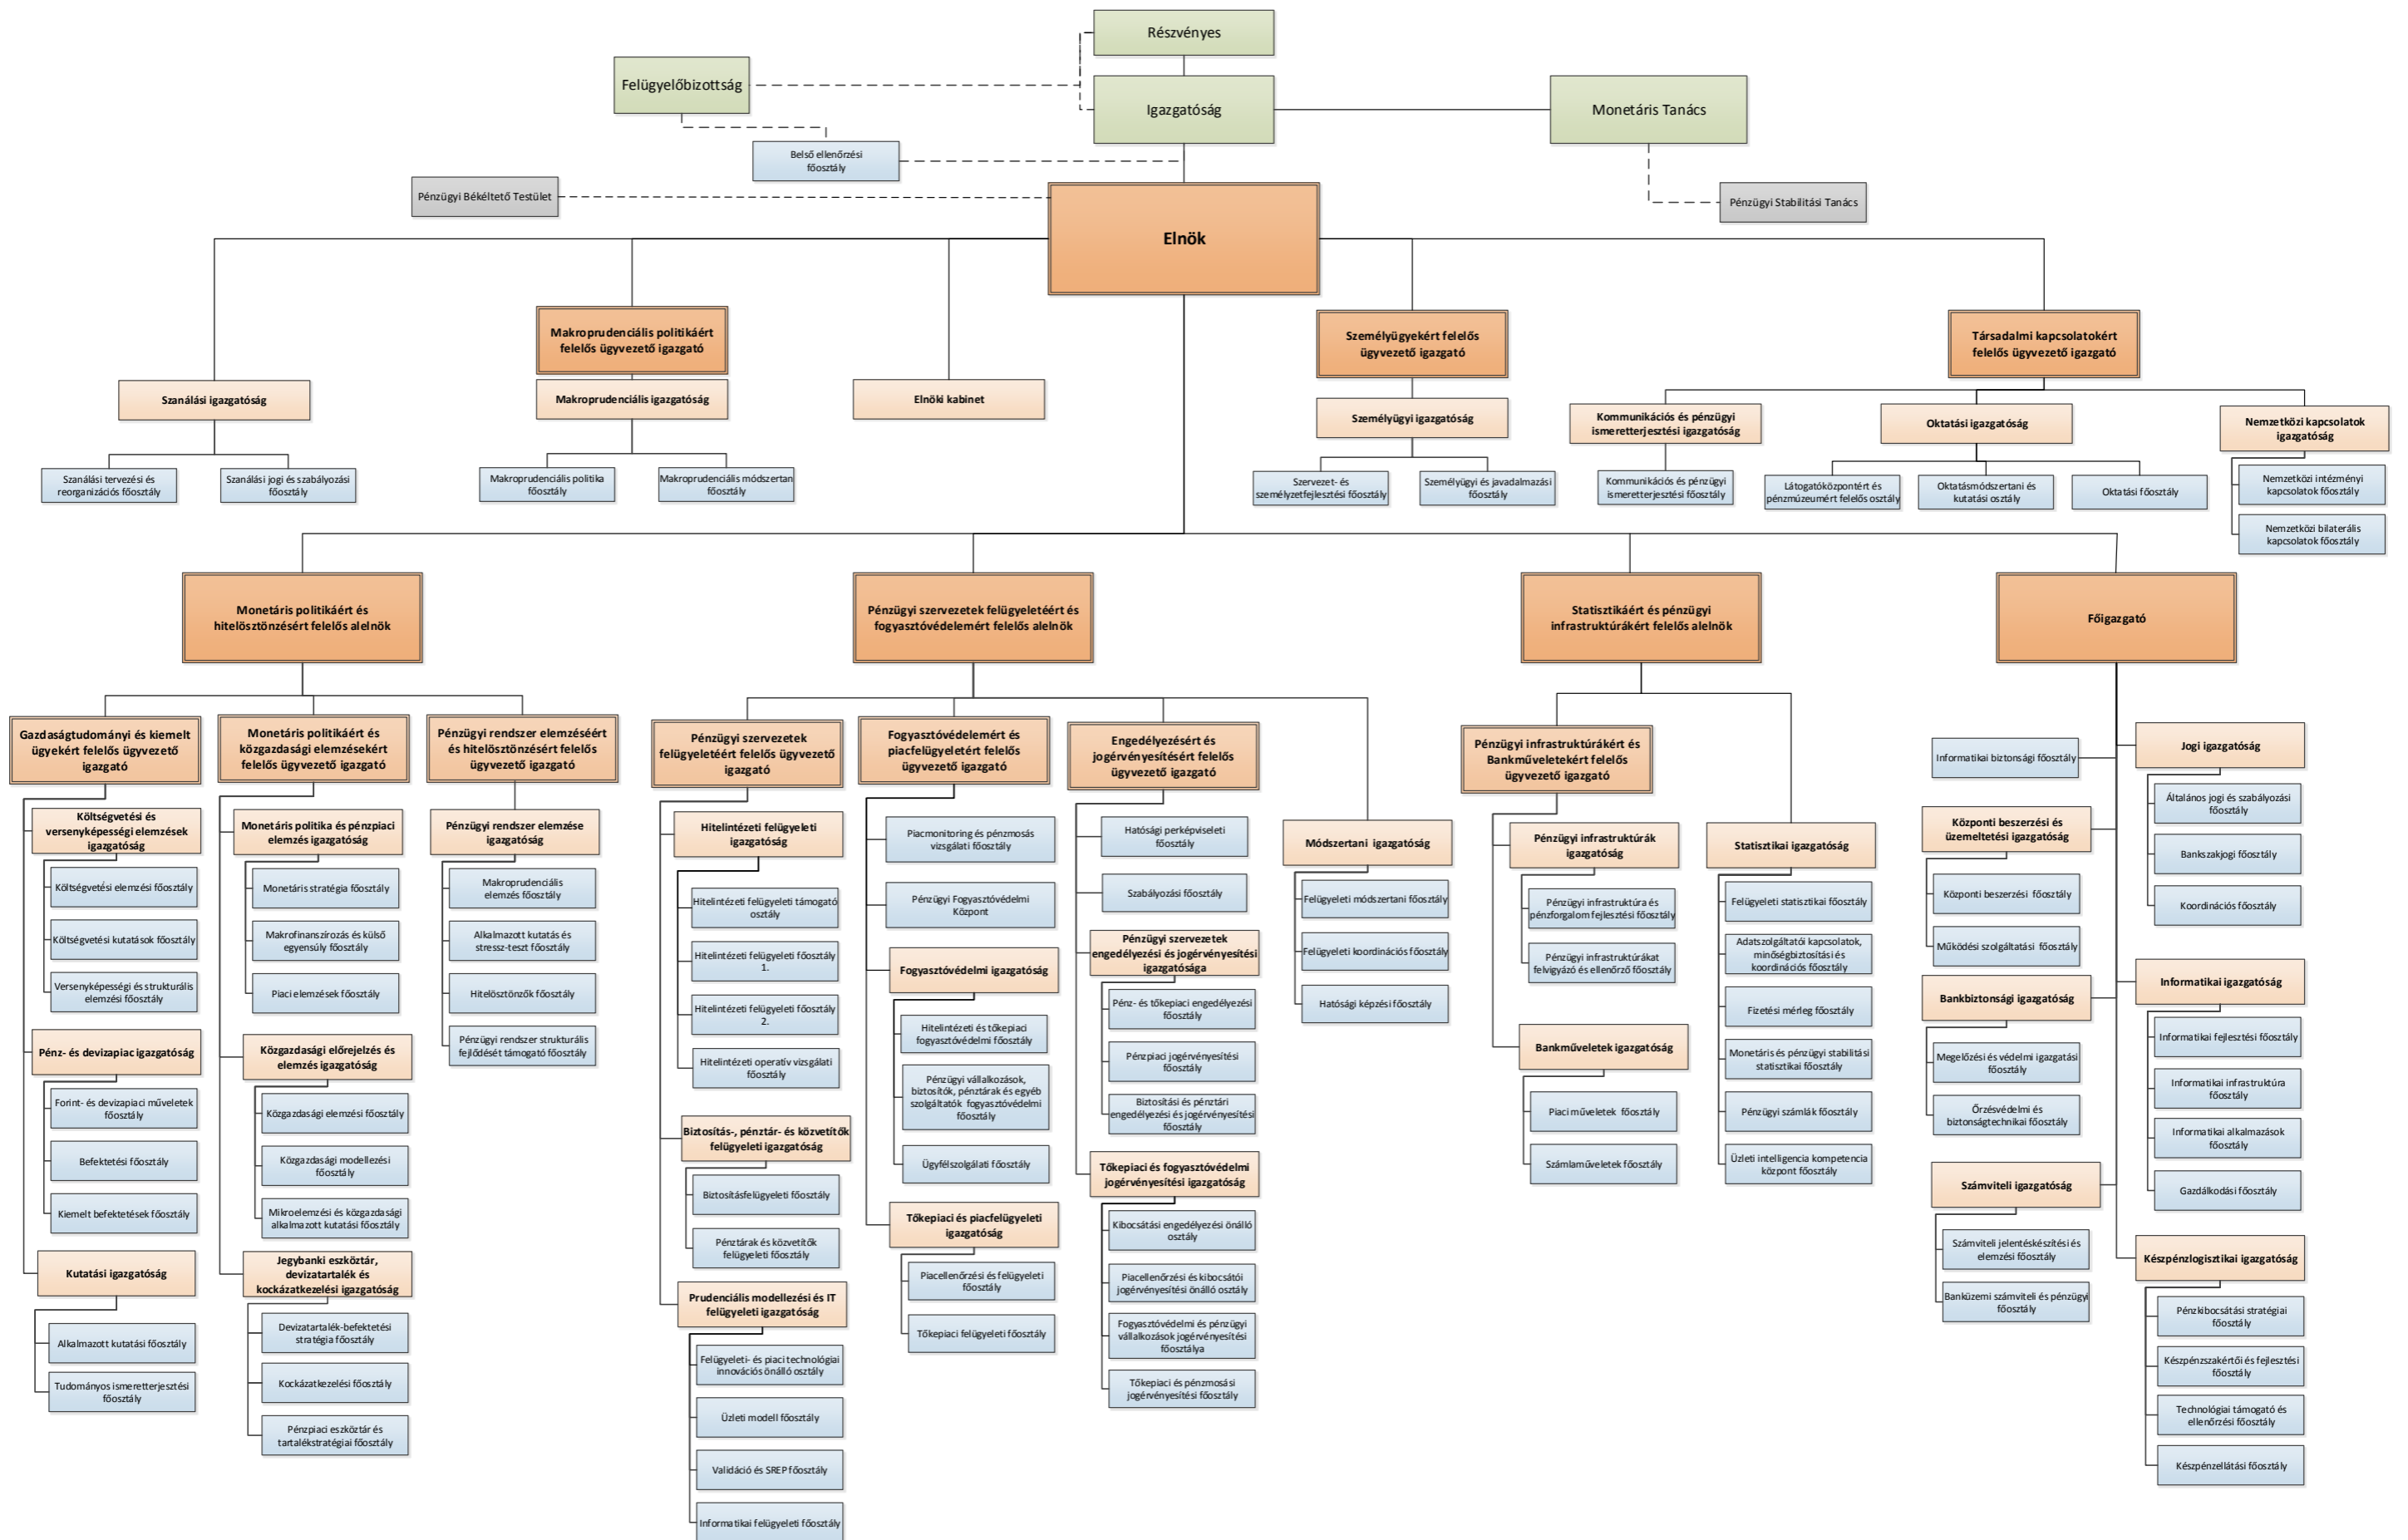 Részvényes
Felügyelőbizottság
Igazgatóság
Monetáris Tanács
Belső ellenőrzési
főosztály
Pénzügyi Békéltető Testület
Pénzügyi Stabilitási Tanács
Elnök
Makroprudenciális politikáért
felelős ügyvezető igazgató
Személyügyekért felelős
ügyvezető igazgató
Társadalmi kapcsolatokért
felelős ügyvezető igazgató
Szanálási igazgatóság
Makroprudenciális igazgatóság
Elnöki kabinet
Személyügyi igazgatóság
Kommunikációs és pénzügyi
ismeretterjesztési igazgatóság
Oktatási igazgatóság
Nemzetközi kapcsolatok
igazgatóság
Szanálási tervezési és
reorganizációs főosztály
Szanálási jogi és szabályozási
főosztály
Makroprudenciális politika
főosztály
Makroprudenciális módszertan
főosztály
Szervezet- és
személyzetfejlesztési főosztály
Személyügyi és javadalmazási
főosztály
Kommunikációs és pénzügyi
ismeretterjesztési főosztály
Látogatóközpontért és
pénzmúzeumért felelős osztály
Oktatásmódszertani és
kutatási osztály
Oktatási főosztály
Nemzetközi intézményi
kapcsolatok főosztály
Nemzetközi bilaterális
kapcsolatok főosztály
Monetáris politikáért és
hitelösztönzésért felelős alelnök
Pénzügyi szervezetek felügyeletéért és
fogyasztóvédelemért felelős alelnök
Statisztikáért és pénzügyi
infrastruktúrákért felelős alelnök
Főigazgató
Gazdaságtudományi és kiemelt
ügyekért felelős ügyvezető
igazgató
Költségvetési és
versenyképességi elemzések
igazgatóság
Költségvetési elemzési főosztály
Költségvetési kutatások főosztály
Versenyképességi és strukturális
elemzési főosztály
Pénz- és devizapiac igazgatóság
Forint- és devizapiaci műveletek
főosztály
Befektetési főosztály
Kiemelt befektetések főosztály
Kutatási igazgatóság
Alkalmazott kutatási főosztály
Tudományos ismeretterjesztési
főosztály
Monetáris politikáért és
közgazdasági elemzésekért
felelős ügyvezető igazgató
Monetáris politika és pénzpiaci
elemzés igazgatóság
Monetáris stratégia főosztály
Makrofinanszírozás és külső
egyensúly főosztály
Piaci elemzések főosztály
Közgazdasági előrejelzés és
elemzés igazgatóság
Közgazdasági elemzési főosztály
Közgazdasági modellezési
főosztály
Mikroelemzési és közgazdasági
alkalmazott kutatási főosztály
Jegybanki eszköztár,
devizatartalék és
kockázatkezelési igazgatóság
Devizatartalék-befektetési
stratégia főosztály
Kockázatkezelési főosztály
Pénzpiaci eszköztár és
tartalékstratégiai főosztály
Pénzügyi rendszer elemzéséért
és hitelösztönzésért felelős
ügyvezető igazgató
Pénzügyi rendszer elemzése
igazgatóság
Makroprudenciális
elemzés főosztály
Alkalmazott kutatás és
stressz-teszt főosztály
Hitelösztönzők főosztály
Pénzügyi rendszer strukturális
fejlődését támogató főosztály
Pénzügyi szervezetek
felügyeletéért felelős ügyvezető
igazgató
Hitelintézeti felügyeleti
igazgatóság
Hitelintézeti felügyeleti támogató
osztály
Hitelintézeti felügyeleti főosztály
1.
Hitelintézeti felügyeleti főosztály
2.
Hitelintézeti operatív vizsgálati
főosztály
Biztosítás-, pénztár- és közvetítők
felügyeleti igazgatóság
Biztosításfelügyeleti főosztály
Pénztárak és közvetítők
felügyeleti főosztály
Prudenciális modellezési és IT
felügyeleti igazgatóság
Felügyeleti- és piaci technológiai
innovációs önálló osztály
Üzleti modell főosztály
Validáció és SREP főosztály
Informatikai felügyeleti főosztály
Fogyasztóvédelemért és
piacfelügyeletért felelős
ügyvezető igazgató
Piacmonitoring és pénzmosás
vizsgálati főosztály
Pénzügyi Fogyasztóvédelmi
Központ
Fogyasztóvédelmi igazgatóság
Hitelintézeti és tőkepiaci
fogyasztóvédelmi főosztály
Pénzügyi vállalkozások,
biztosítók, pénztárak és egyéb
szolgáltatók fogyasztóvédelmi
főosztály
Ügyfélszolgálati főosztály
Tőkepiaci és piacfelügyeleti
igazgatóság
Piacellenőrzési és felügyeleti
főosztály
Tőkepiaci felügyeleti főosztály
Engedélyezésért és
jogérvényesítésért felelős
ügyvezető igazgató
Hatósági perképviseleti
főosztály
Szabályozási főosztály
Pénzügyi szervezetek
engedélyezési és jogérvényesítési
igazgatósága
Pénz- és tőkepiaci engedélyezési
főosztály
Pénzpiaci jogérvényesítési
főosztály
Biztosítási és pénztári
engedélyezési és jogérvényesítési
főosztály
Tőkepiaci és fogyasztóvédelmi
jogérvényesítési igazgatóság
Kibocsátási engedélyezési önálló
osztály
Piacellenőrzési és kibocsátói
jogérvényesítési önálló osztály
Fogyasztóvédelmi és pénzügyi
vállalkozások jogérvényesítési
főosztálya
Tőkepiaci és pénzmosási
jogérvényesítési főosztály
Módszertani igazgatóság
Felügyeleti módszertani főosztály
Felügyeleti koordinációs főosztály
Hatósági képzési főosztály
Pénzügyi infrastruktúrákért és
Bankműveletekért felelős
ügyvezető igazgató
Pénzügyi infrastruktúrák
igazgatóság
Pénzügyi infrastruktúra és
pénzforgalom fejlesztési főosztály
Pénzügyi infrastruktúrákat
felvigyázó és ellenőrző főosztály
Bankműveletek igazgatóság
Piaci műveletek főosztály
Számlaműveletek főosztály
Statisztikai igazgatóság
Felügyeleti statisztikai főosztály
Adatszolgáltatói kapcsolatok,
minőségbiztosítási és
koordinációs főosztály
Fizetési mérleg főosztály
Monetáris és pénzügyi stabilitási
statisztikai főosztály
Pénzügyi számlák főosztály
Üzleti intelligencia kompetencia
központ főosztály
Informatikai biztonsági főosztály
Központi beszerzési és
üzemeltetési igazgatóság
Központi beszerzési főosztály
Működési szolgáltatási főosztály
Bankbiztonsági igazgatóság
Megelőzési és védelmi igazgatási
főosztály
Őrzésvédelmi és
biztonságtechnikai főosztály
Számviteli igazgatóság
Számviteli jelentéskészítési és
elemzési főosztály
Banküzemi számviteli és pénzügyi
főosztály
Jogi igazgatóság
Általános jogi és szabályozási
főosztály
Bankszakjogi főosztály
Koordinációs főosztály
Informatikai igazgatóság
Informatikai fejlesztési főosztály
Informatikai infrastruktúra
főosztály
Informatikai alkalmazások
főosztály
Gazdálkodási főosztály
Készpénzlogisztikai igazgatóság
Pénzkibocsátási stratégiai
főosztály
Készpénzszakértői és fejlesztési
főosztály
Technológiai támogató és
ellenőrzési főosztály
Készpénzellátási főosztály